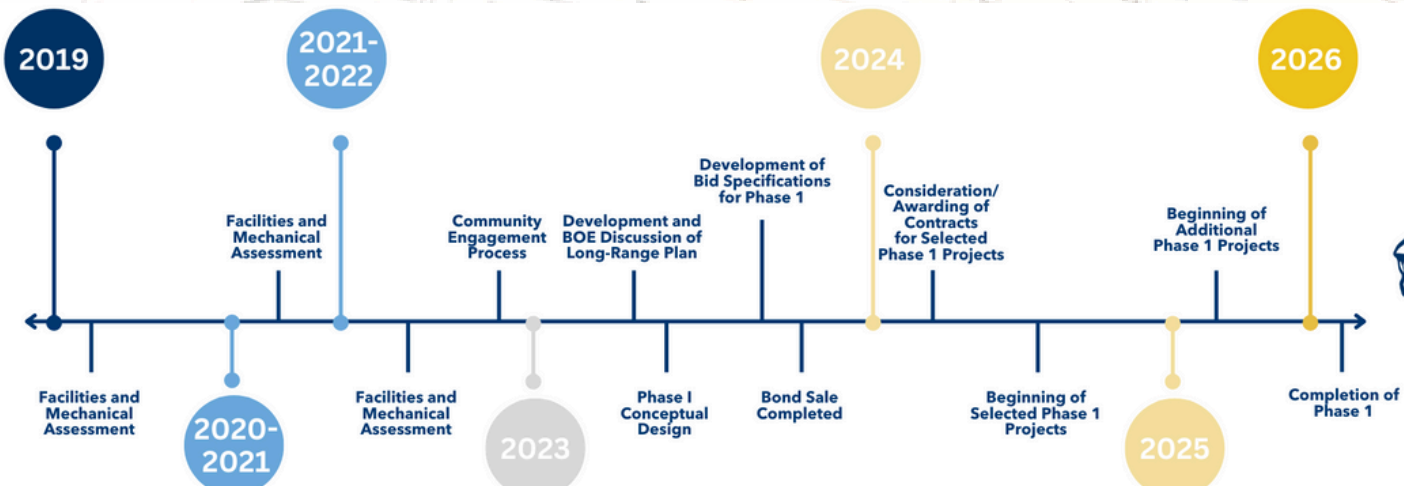 2019
2021-
2022
2024
2026
Development of
Bid Specifications
for Phase 1
Consideration/
Awarding of
Contracts
for Selected
Phase 1 Projects
Facilities and
Mechanical
Assessment
Community
Engagement
Process
Development and
BOE Discussion of
Long-Range Plan
Beginning of
Additional
Phase 1 Projects
Facilities and
Mechanical
Assessment
2020-
2021
Facilities and
Mechanical
Assessment
2023
Phase I
Conceptual
Design
Bond Sale
Completed
Beginning of
Selected Phase 1
Projects
2025
Completion of
Phase 1